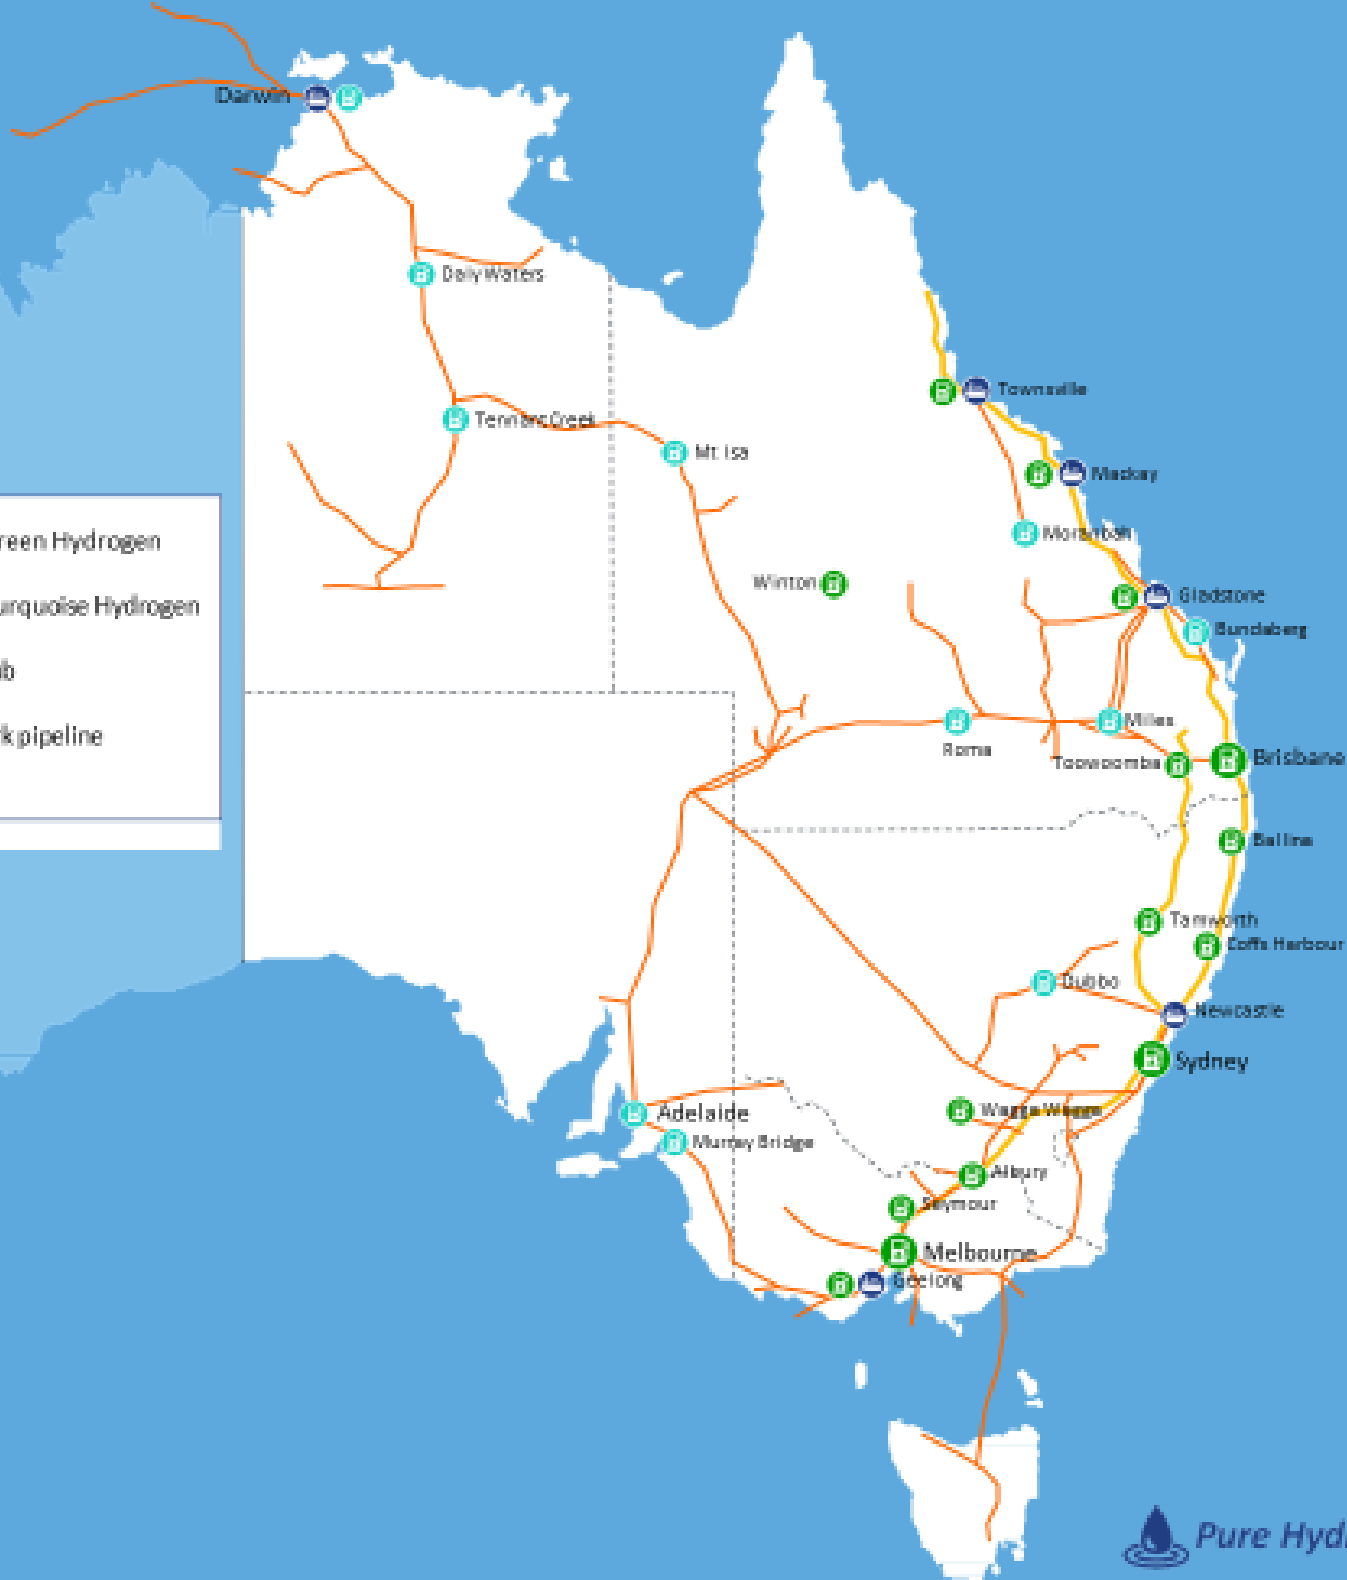 Darwin
Daly Waters
Tennant Creek
Mt Isa
Townsville
Mackay
Moranbah
reen Hydrogen
Winton
Gladstone
urquoise Hydrogen
Bundaberg
b
Miles
k pipeline
Roma
Toowoomba
Brisbane
Ballina
Tamworth
Coffs Harbour
Dubbo
Newcastle
Sydney
Adelaide
Wagga Wagga
Murray Bridge
Albury
Seymour
Melbourne
Geelong
Pure Hyd